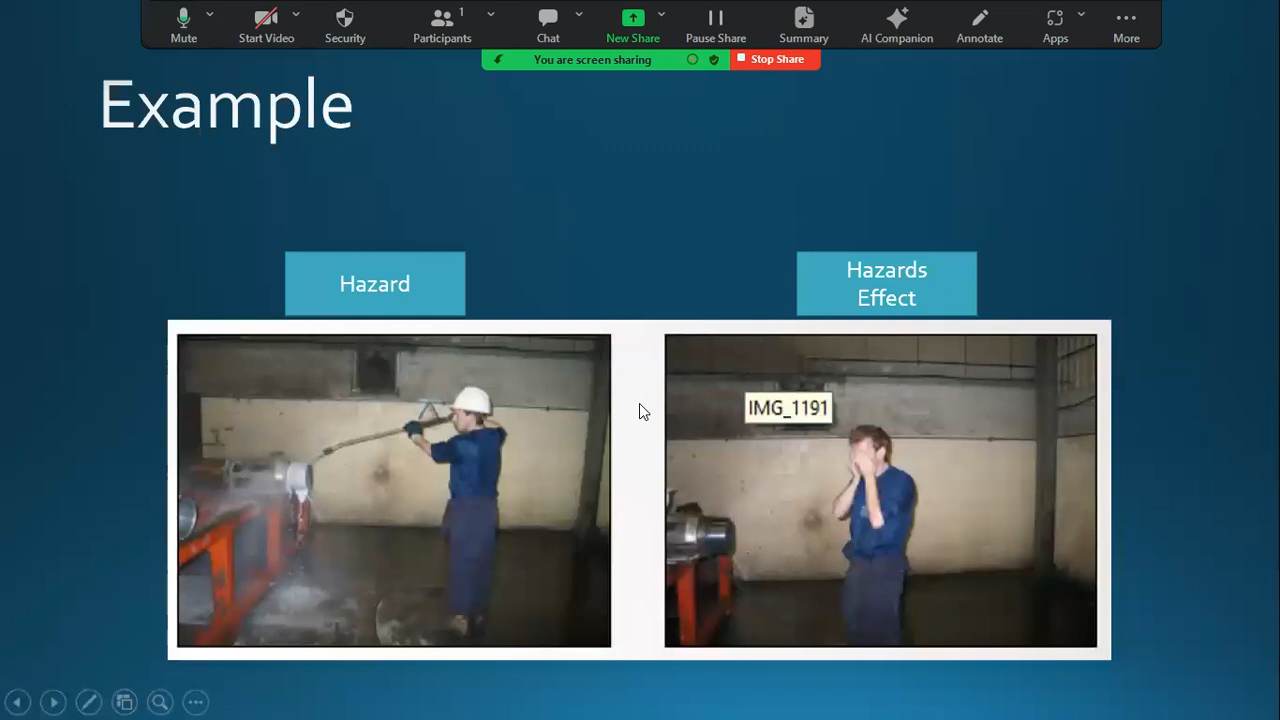 Mute
Start Video
Security
Participants
1
Chat
New Share
Pause Share
Summary
AI Companion
Annotate
Apps
More
You are screen sharing
Stop Share
Example
Hazard
Hazards
Effect
IMG_1191